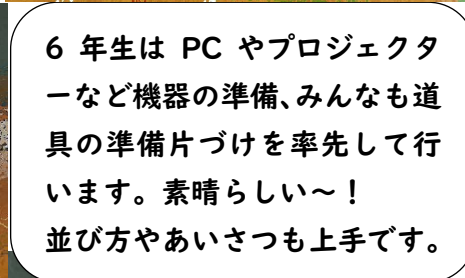 6 年生は PC やプロジェクタ
ーなど機器の準備、みんなも道
具の準備片づけを率先して行
います。素晴らしい～！
並び方やあいさつも上手です。